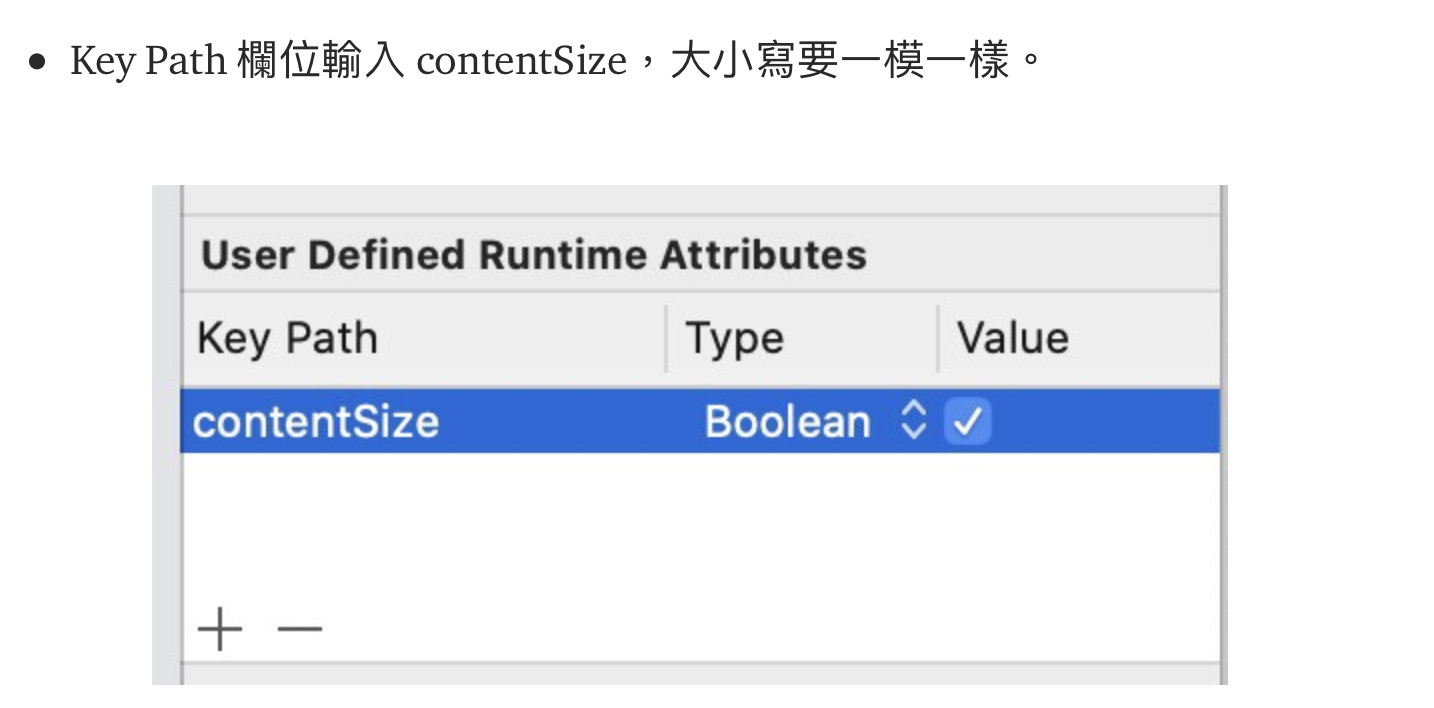 • Key Path 欄位輸入 contentSize，大小寫要一模一樣。
User Defined Runtime Attributes
Key Path Type Value
contentSize Boolean